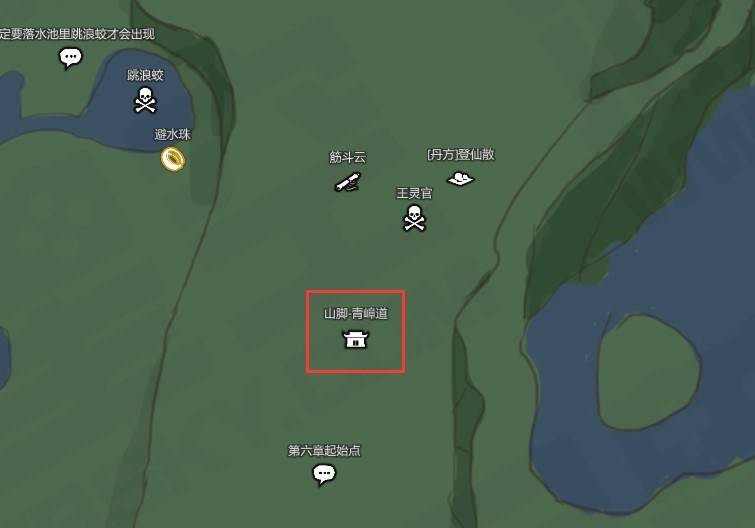 定要落水池里跳浪蛟才会出现
跳浪蛟
避水珠
筋斗云
[丹方]登仙散
王灵官
山脚-青嶂道
第六章起始点